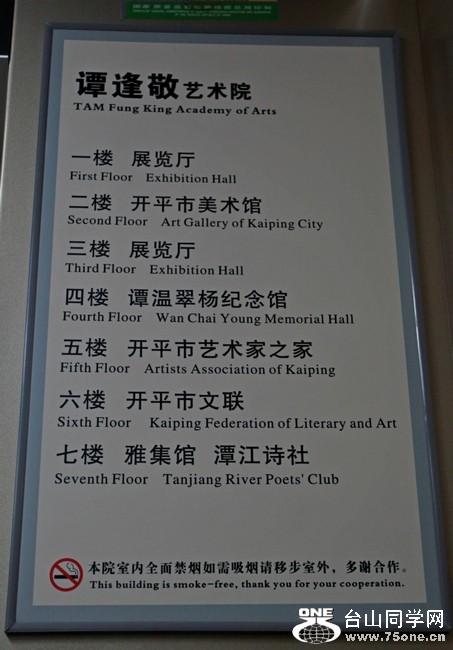 谭逢敬艺术院
TAM Fung King Academy of Arts
一楼 展览厅
First Floor Exhibition Hall
二楼 开平市美术馆
Second Floor Art Gallery of Kaiping City
三楼 展览厅
Third Floor Exhibition Hall
四楼 谭温翠杨纪念馆
Fourth Floor Wan Chai Young Memorial Hall
五楼 开平市艺术家之家
Fifth Floor Artists Association of Kaiping
六楼 开平市文联
Sixth Floor Kaiping Federation of Literary and Art
七楼 雅集馆 潭江诗社
Seventh Floor Tanjiang River Poets' Club
本院室内全面禁烟如需吸烟请移步室外，多谢合作。
This building is smoke-free, thank you for your cooperation.
ONE 台山同学网
www.75one.cn